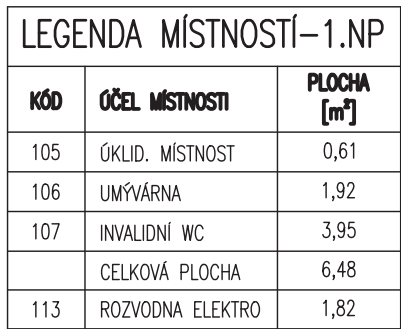 LEGENDA MÍSTNOSTÍ-1.NP
KÓD ÚČEL MÍSTNOSTI PLOCHA [m²]
105 ÚKLID. MÍSTNOST 0,61
106 UMÝVÁRNA 1,92
107 INVALIDNÍ WC 3,95
CELKOVÁ PLOCHA 6,48
113 ROZVODNA ELEKTRO 1,82